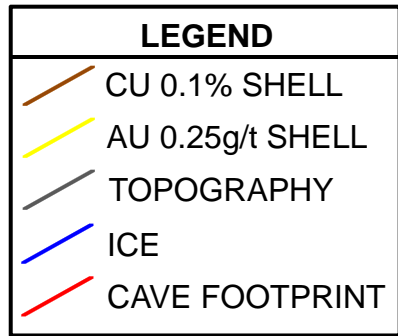 LEGEND
CU 0.1% SHELL
AU 0.25g/t SHELL
TOPOGRAPHY
ICE
CAVE FOOTPRINT